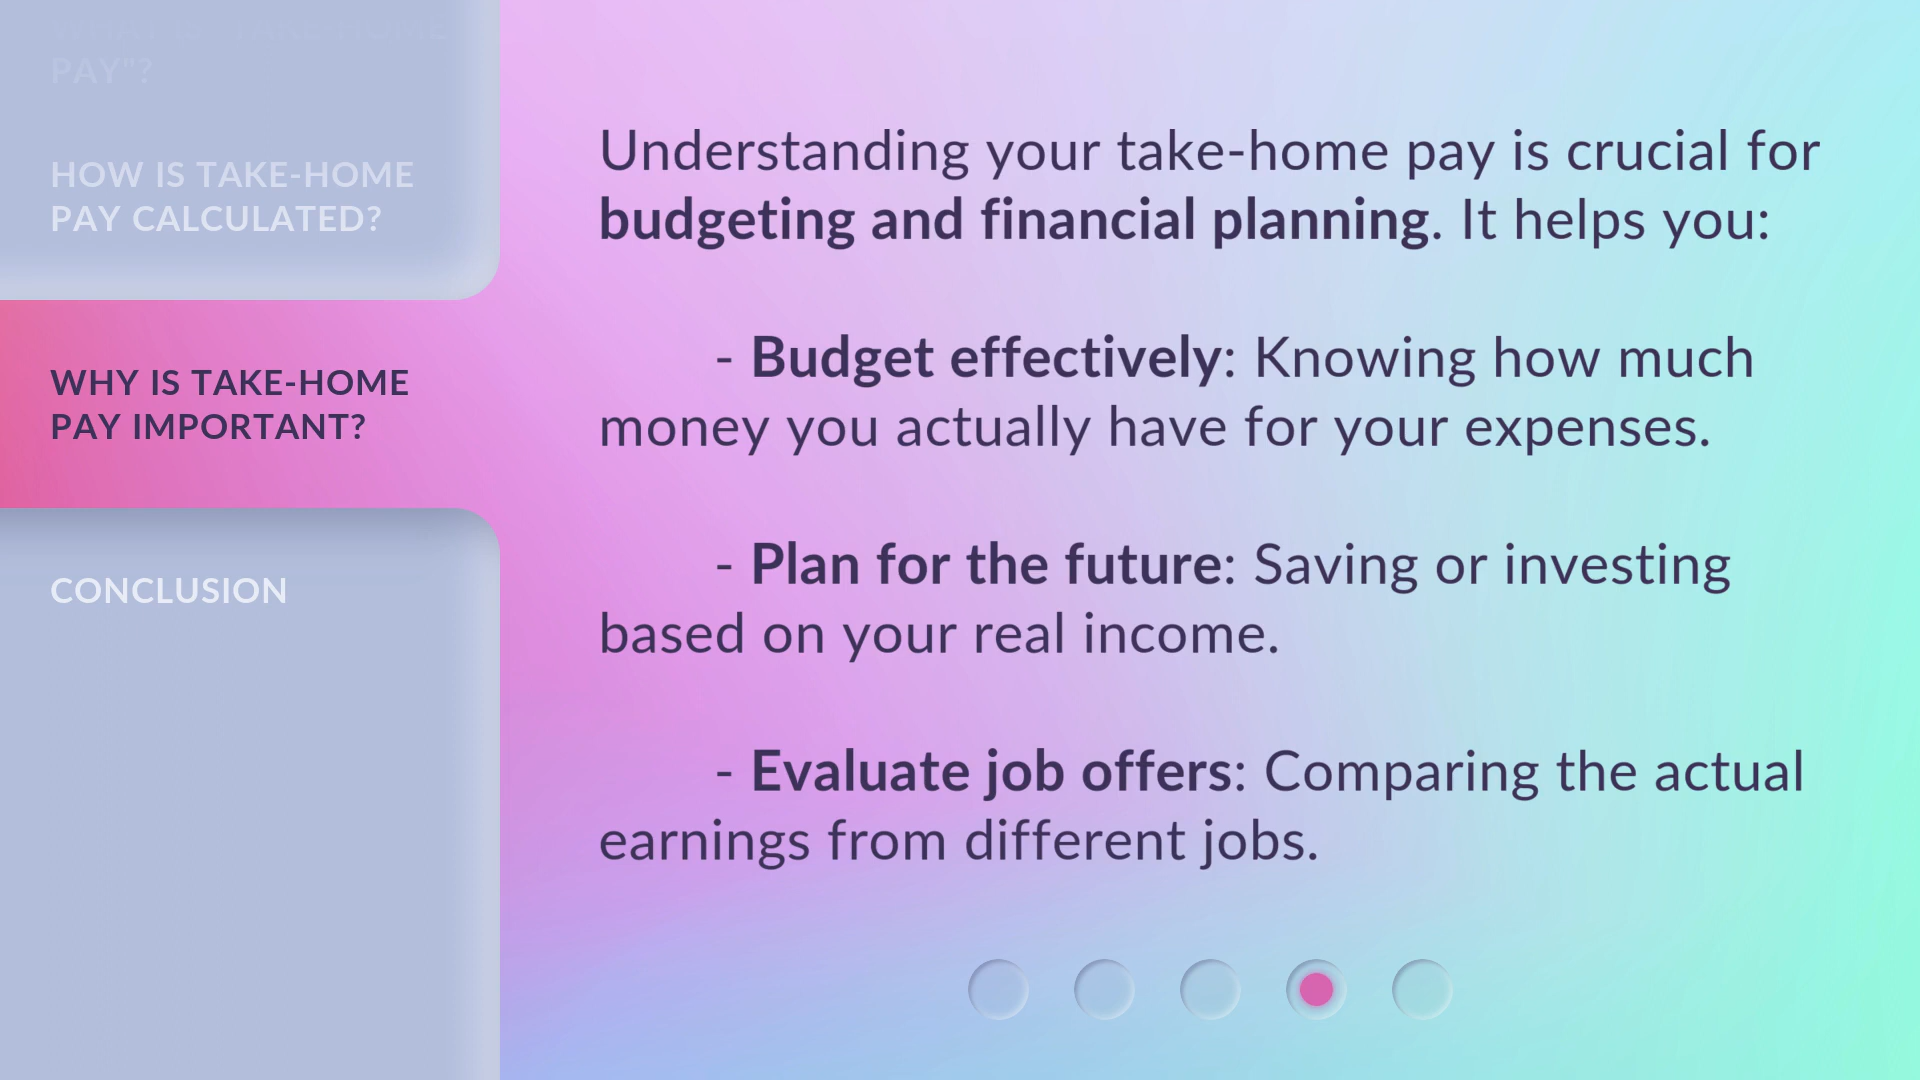 PAY"?
HOW IS TAKE-HOME
PAY CALCULATED?
WHY IS TAKE-HOME
PAY IMPORTANT?
CONCLUSION
Understanding your take-home pay is crucial for
budgeting and financial planning. It helps you:
- Budget effectively: Knowing how much
money you actually have for your expenses.
- Plan for the future: Saving or investing
based on your real income.
- Evaluate job offers: Comparing the actual
earnings from different jobs.